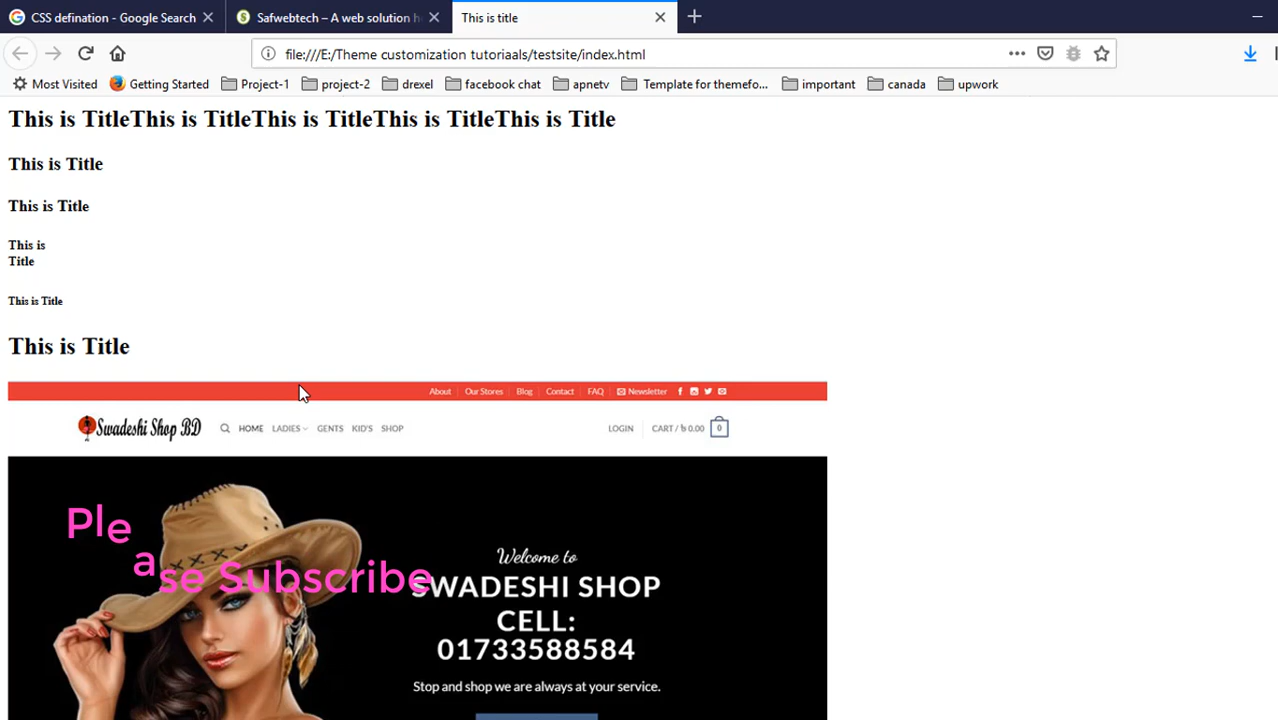 CSS defination - Google Search
Safwebtech – A web solution h
This is title
file:///E:/Theme customization tutoriaals/testsite/index.html
Most Visited Getting Started Project-1 project-2 drexel facebook chat apnetv Template for themefo... important canada upwork
This is TitleThis is TitleThis is TitleThis is TitleThis is Title
This is Title
This is Title
This is
Title
This is Title
This is Title
About Our Stores Blog Contact FAQ Newsletter
Swadeshi Shop BD HOME LADIES GENTS KID'S SHOP LOGIN CART / ৳ 0.00 0
Please Subscribe
Welcome to
SWADESHI SHOP
CELL:
01733588584
Stop and shop we are always at your service.